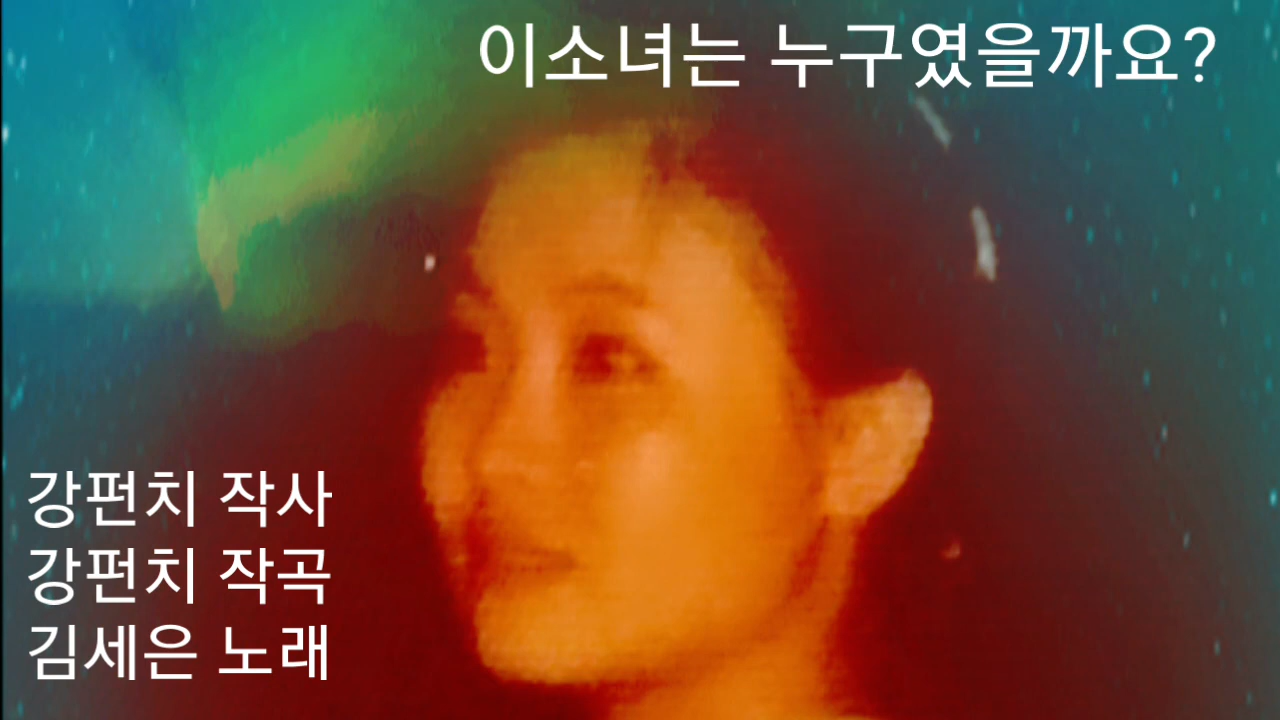 이소녀는 누구였을까요?
강펀치 작사
강펀치 작곡
김세은 노래